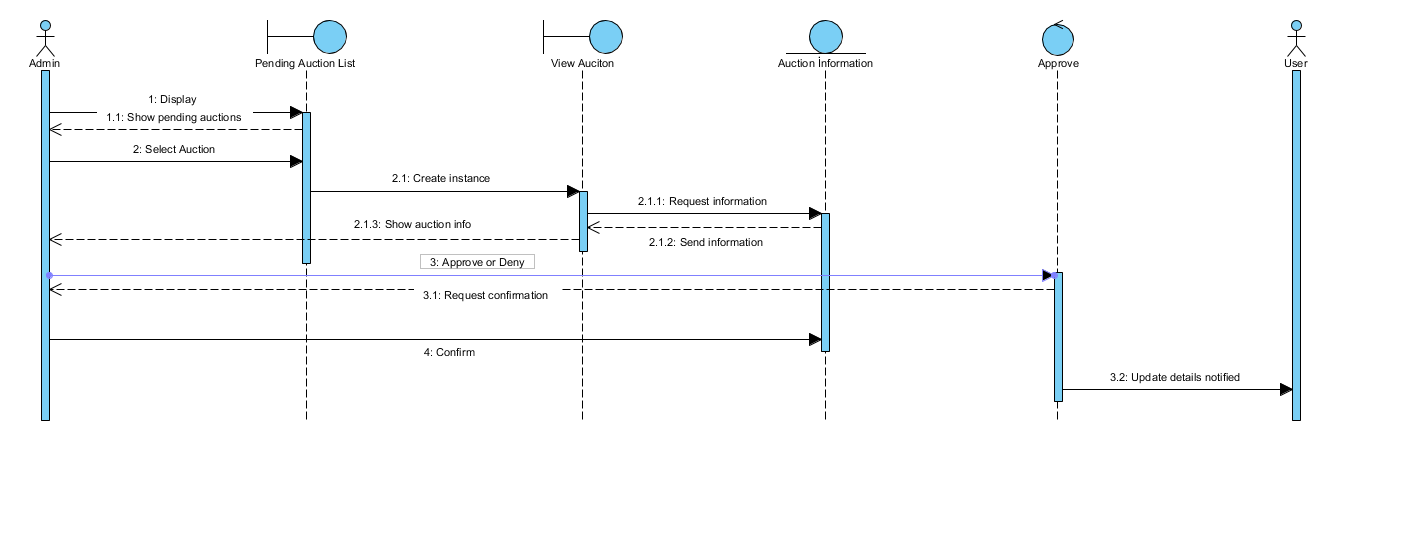 Admin
Pending Auction List
View Auciton
Auction Information
Approve
User
1: Display
1.1: Show pending auctions
2: Select Auction
2.1: Create instance
2.1.1: Request information
2.1.3: Show auction info
2.1.2: Send information
3: Approve or Deny
3.1: Request confirmation
4: Confirm
3.2: Update details notified